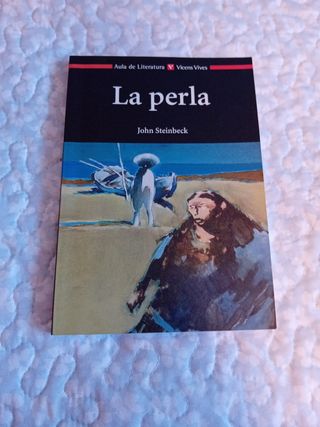 Aula de Literatura V Vicens Vives
La perla
John Steinbeck